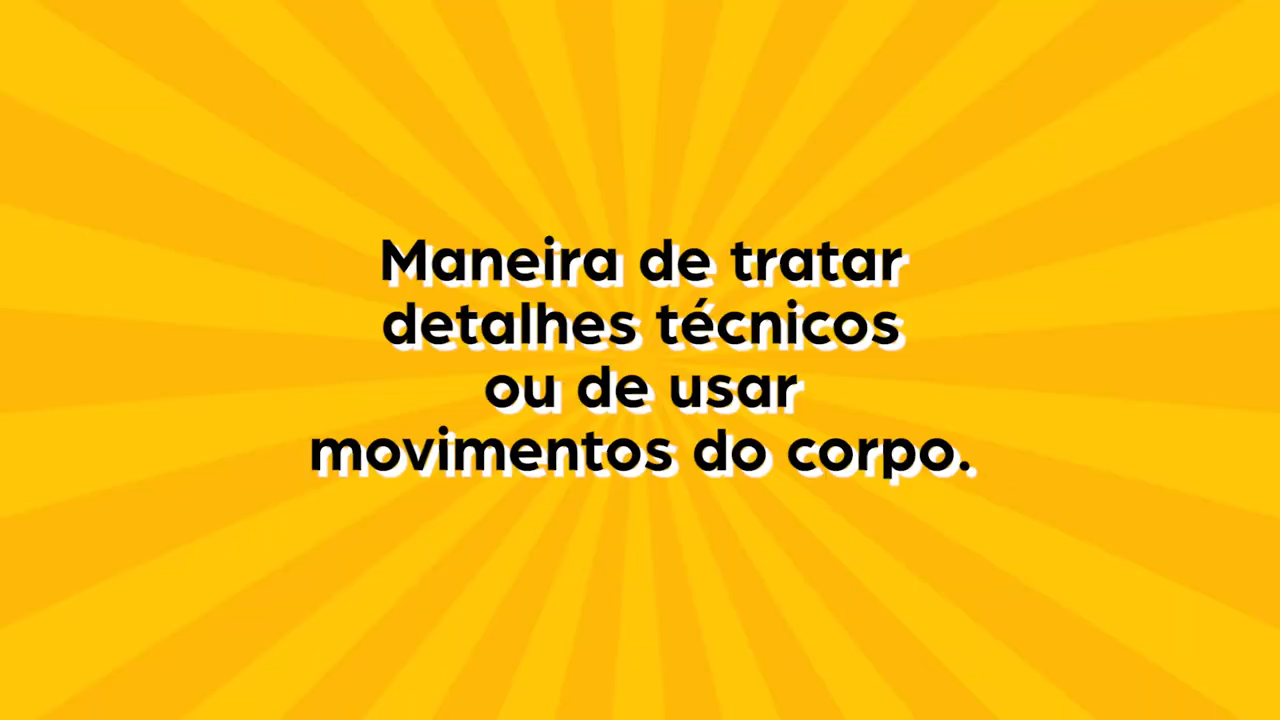 Maneira de tratar
detalhes técnicos
ou de usar
movimentos do corpo.